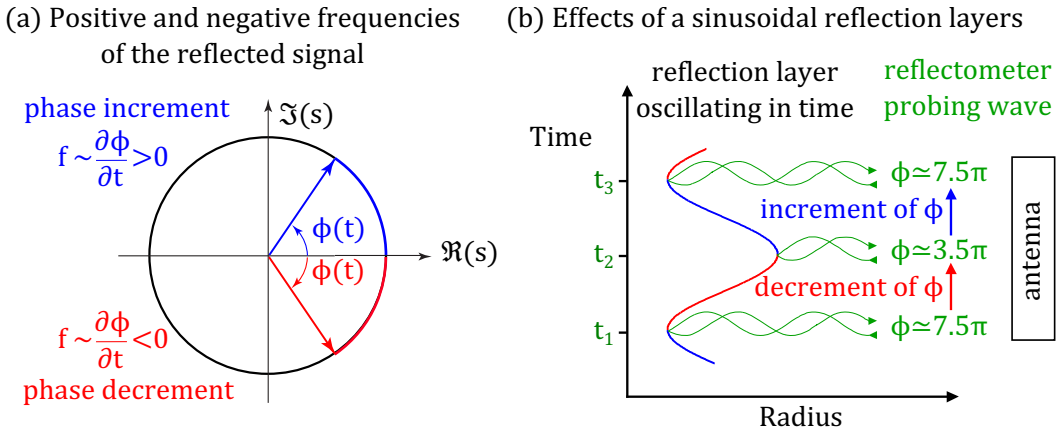 (a) Positive and negative frequencies
of the reflected signal
phase increment
f ~ ∂ϕ/∂t > 0
ℑ(s)
ϕ(t)
ℜ(s)
ϕ(t)
f ~ ∂ϕ/∂t < 0
phase decrement
(b) Effects of a sinusoidal reflection layers
reflection layer
oscillating in time
reflectometer
probing wave
Time
t₃
ϕ≃7.5π
increment of ϕ
t₂
ϕ≃3.5π
decrement of ϕ
t₁
ϕ≃7.5π
antenna
Radius